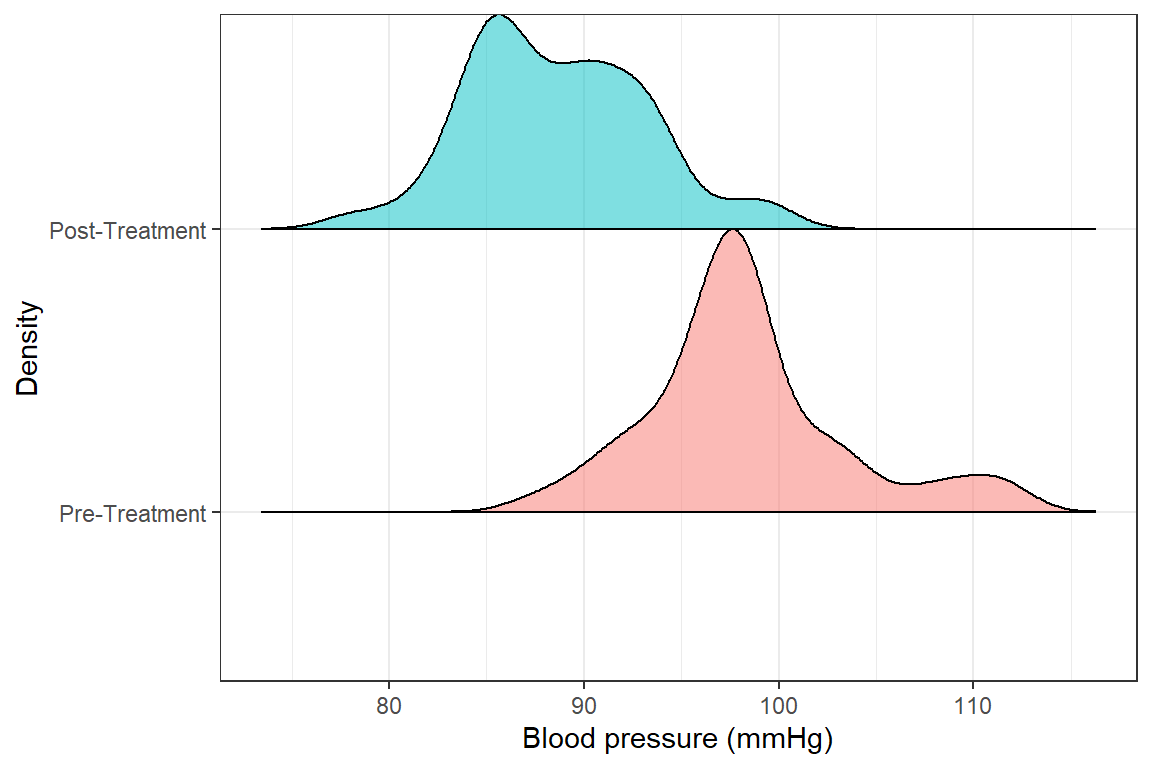 Post-Treatment
Density
Pre-Treatment
80 90 100 110
Blood pressure (mmHg)